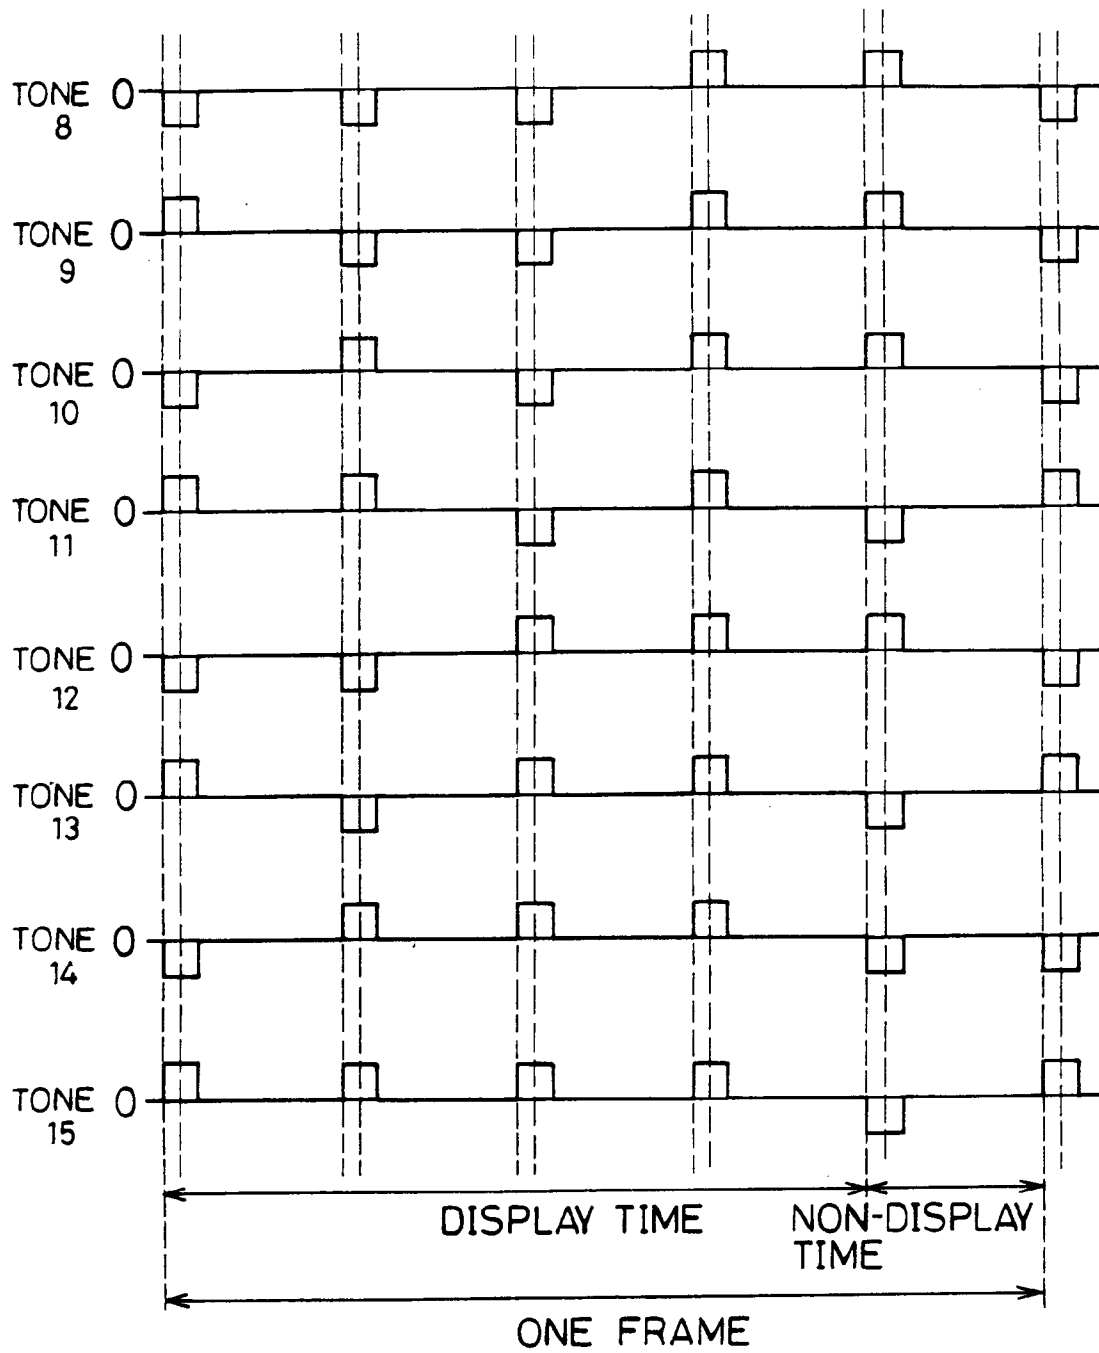 TONE 0
8
TONE 0
9
TONE 0
10
TONE 0
11
TONE 0
12
TONE 0
13
TONE 0
14
TONE 0
15
DISPLAY TIME
NON-DISPLAY
TIME
ONE FRAME